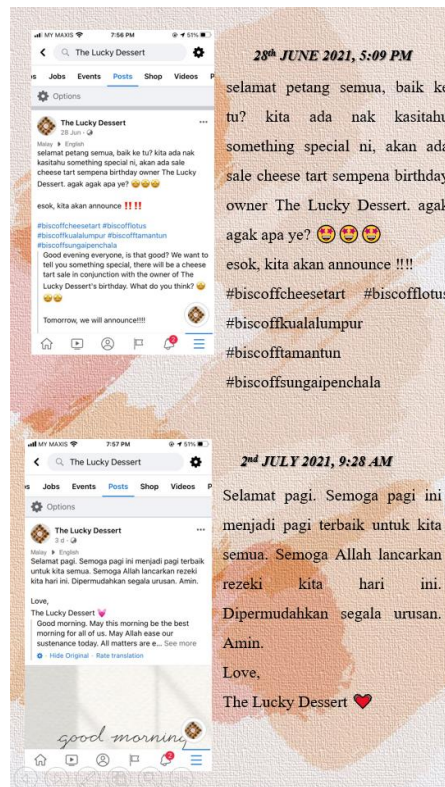 MY MAXIS 7:56 PM 51%
The Lucky Dessert
s Jobs Events Posts Shop Videos P
Options
The Lucky Dessert
28 Jun
Malay ▸ English
selamat petang semua, baik ke tu? kita ada nak
kasitahu something special ni, akan ada sale
cheese tart sempena birthday owner The Lucky
Dessert. agak agak apa ye? 🤩🤩🤩
esok, kita akan announce ‼️‼️
#biscoffcheesetart #biscofflotus
#biscoffkualalumpur #biscofftamantun
#biscoffsungaipenchala
Good evening everyone, is that good? We want to
tell you something special, there will be a cheese
tart sale in conjunction with the owner of The
Lucky Dessert's birthday. What do you think? 🤩
🤩🤩
Tomorrow, we will announce!!!!
2
28th JUNE 2021, 5:09 PM
selamat petang semua, baik ke
tu? kita ada nak kasitahu
something special ni, akan ada
sale cheese tart sempena birthday
owner The Lucky Dessert. agak
agak apa ye? 🤩🤩🤩
esok, kita akan announce !!!!
#biscoffcheesetart #biscofflotus
#biscoffkualalumpur
#biscofftamantun
#biscoffsungaipenchala
MY MAXIS 7:57 PM 51%
The Lucky Dessert
s Jobs Events Posts Shop Videos P
Options
The Lucky Dessert
3 d
Malay ▸ English
Selamat pagi. Semoga pagi ini menjadi pagi terbaik
untuk kita semua. Semoga Allah lancarkan rezeki
kita hari ini. Dipermudahkan segala urusan. Amin.
Love,
The Lucky Dessert 💓
Good morning. May this morning be the best
morning for all of us. May Allah ease our
sustenance today. All matters are e... See more
Hide Original · Rate translation
good morning
2
2nd JULY 2021, 9:28 AM
Selamat pagi. Semoga pagi ini
menjadi pagi terbaik untuk kita
semua. Semoga Allah lancarkan
rezeki kita hari ini.
Dipermudahkan segala urusan.
Amin.
Love,
The Lucky Dessert ❤️